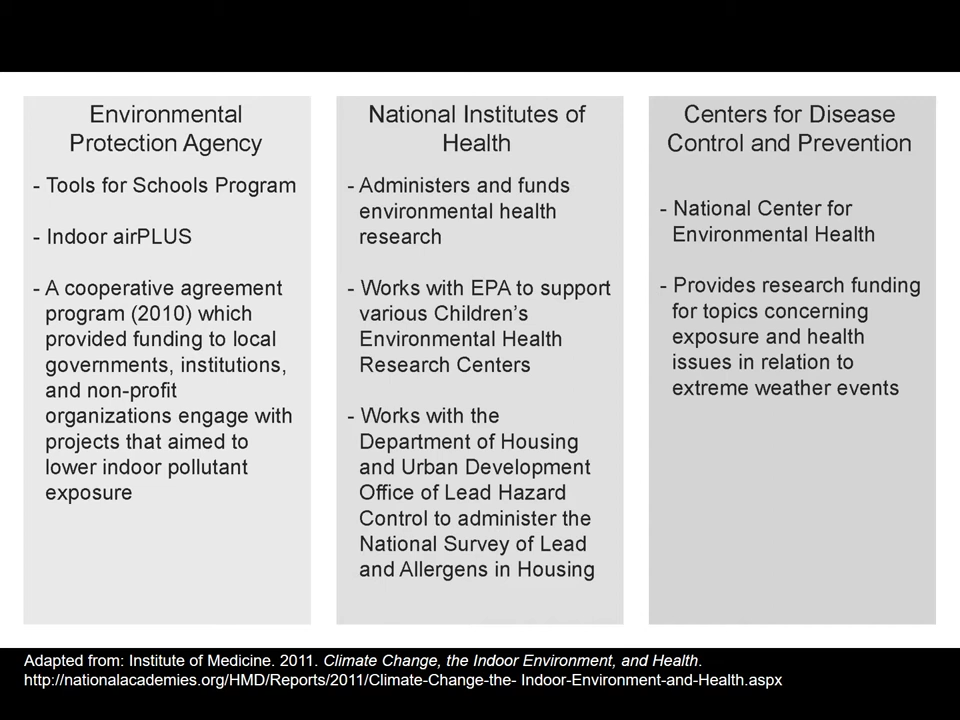 Environmental
Protection Agency
- Tools for Schools Program
- Indoor airPLUS
- A cooperative agreement
program (2010) which
provided funding to local
governments, institutions,
and non-profit
organizations engage with
projects that aimed to
lower indoor pollutant
exposure
National Institutes of
Health
- Administers and funds
environmental health
research
- Works with EPA to support
various Children's
Environmental Health
Research Centers
- Works with the
Department of Housing
and Urban Development
Office of Lead Hazard
Control to administer the
National Survey of Lead
and Allergens in Housing
Centers for Disease
Control and Prevention
- National Center for
Environmental Health
- Provides research funding
for topics concerning
exposure and health
issues in relation to
extreme weather events
Adapted from: Institute of Medicine. 2011. Climate Change, the Indoor Environment, and Health.
http://nationalacademies.org/HMD/Reports/2011/Climate-Change-the- Indoor-Environment-and-Health.aspx